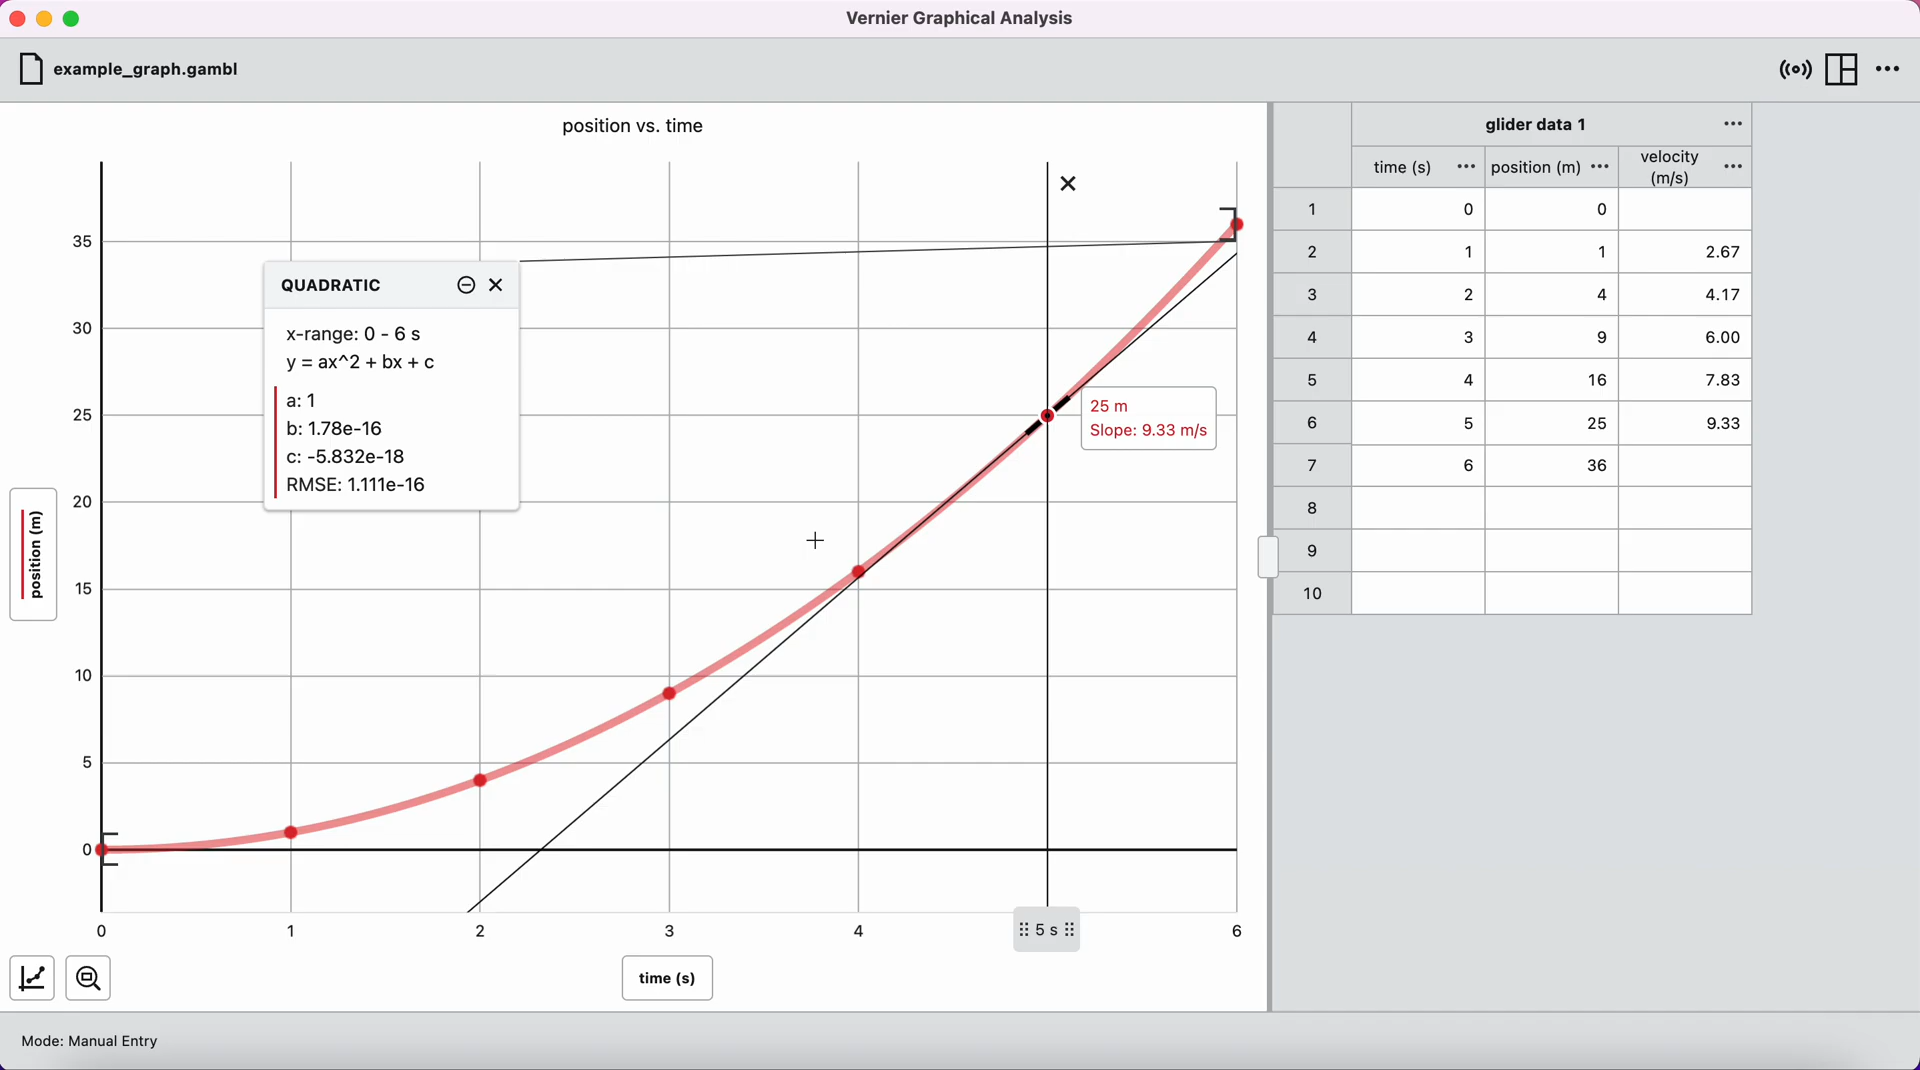 Vernier Graphical Analysis
example_graph.gambl
position vs. time
35
30
25
20
15
10
5
0
position (m)
QUADRATIC
x-range: 0 - 6 s
y = ax^2 + bx + c
a: 1
b: 1.78e-16
c: -5.832e-18
RMSE: 1.111e-16
25 m
Slope: 9.33 m/s
0 1 2 3 4 5 s 6
time (s)
glider data 1
time (s) position (m) velocity (m/s)
1 0 0
2 1 1 2.67
3 2 4 4.17
4 3 9 6.00
5 4 16 7.83
6 5 25 9.33
7 6 36
8
9
10
Mode: Manual Entry